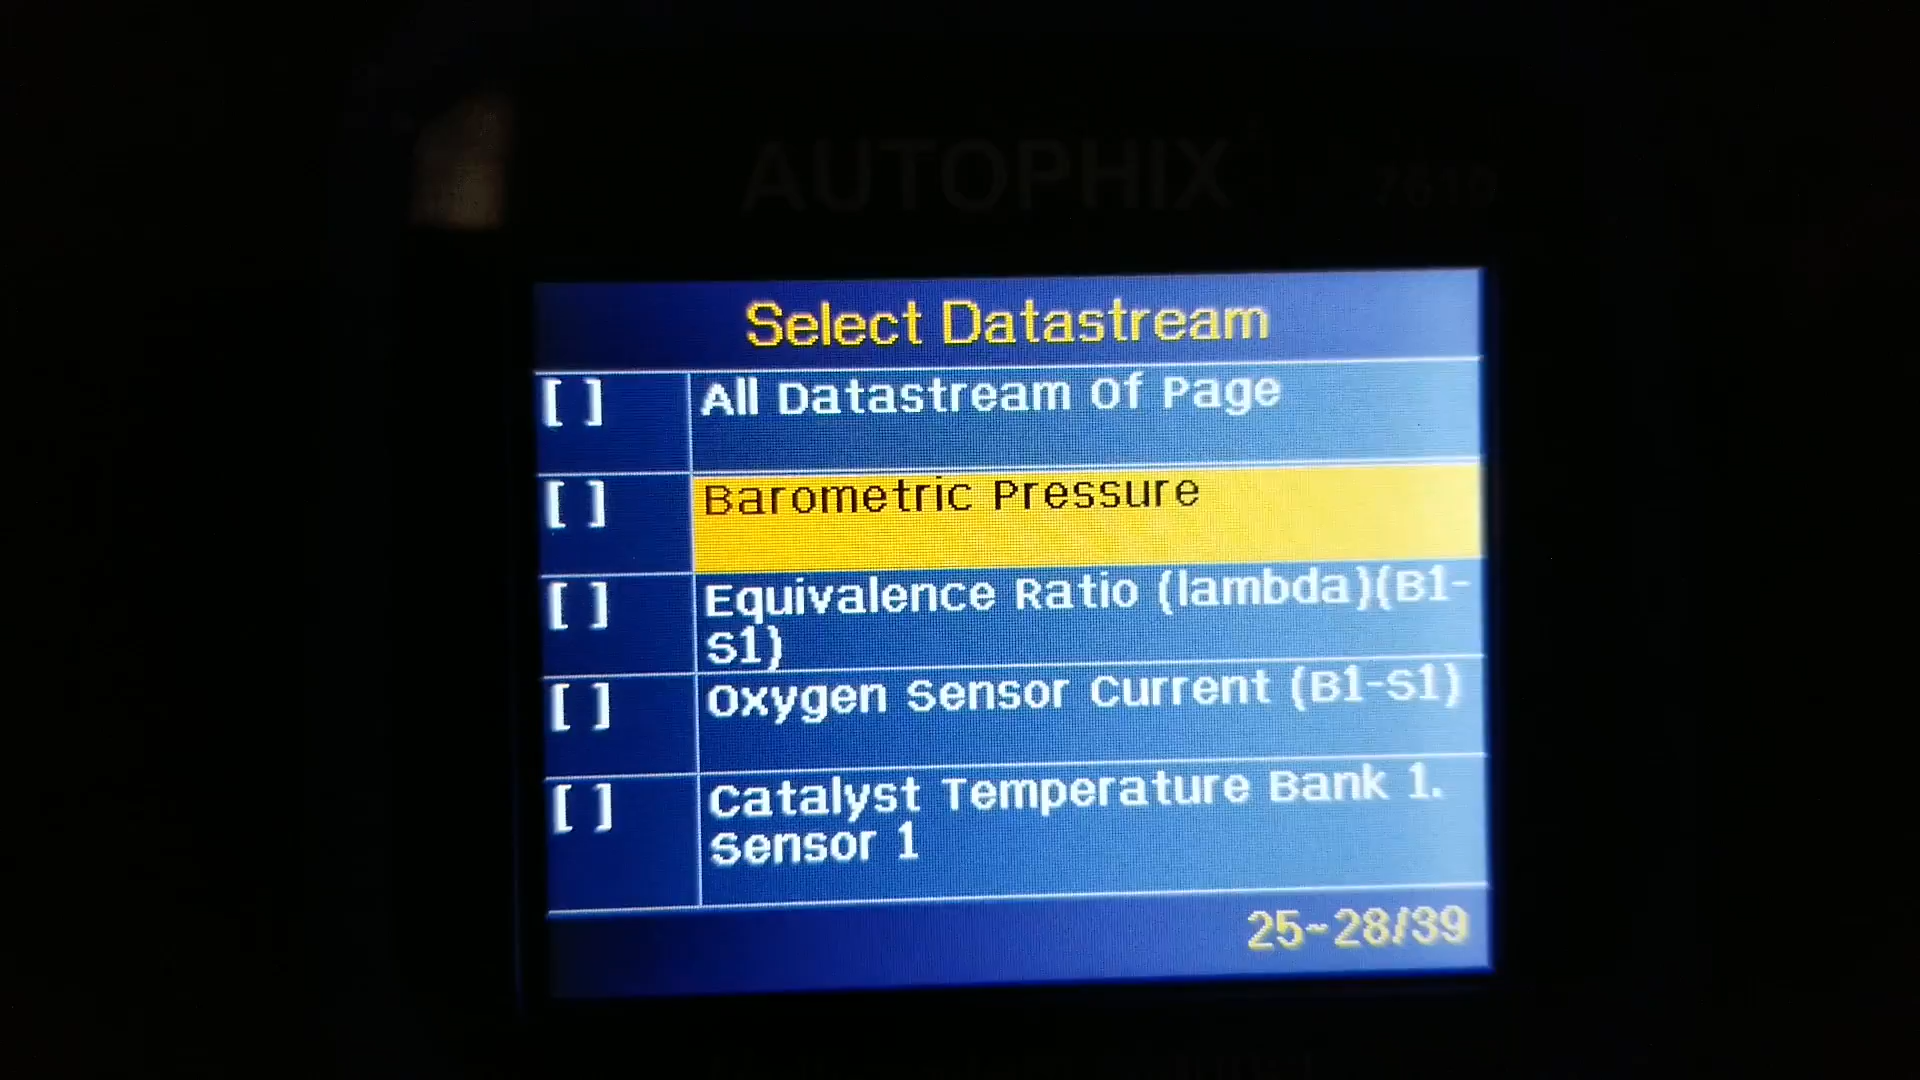 AUTOPHIX
7610
Select Datastream
[ ] All Datastream Of Page
[ ] Barometric Pressure
[ ] Equivalence Ratio (lambda)(B1-
S1)
[ ] Oxygen Sensor Current (B1-S1)
[ ] Catalyst Temperature Bank 1.
Sensor 1
25~28/39